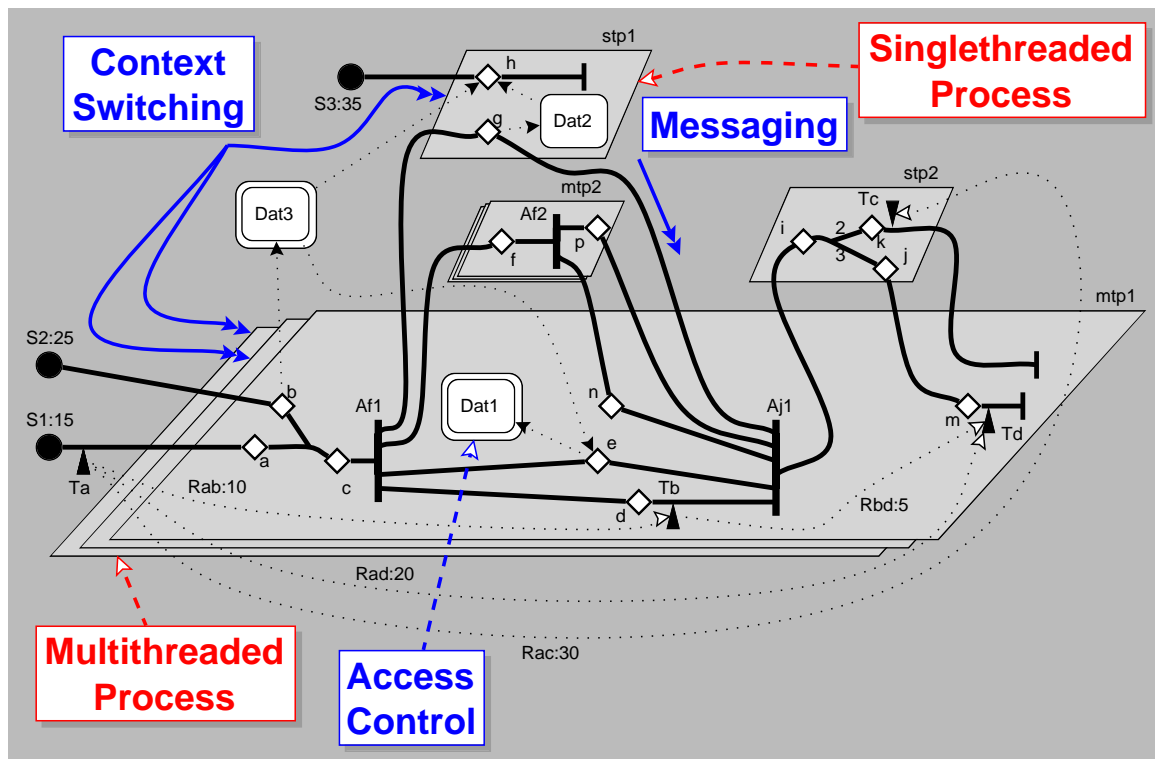 stp1
Context
Switching
h
S3:35
Singlethreaded
Process
g
Dat2
Messaging
mtp2
stp2
Dat3
Af2
Tc
i
2
p
k
f
3
j
mtp1
S2:25
b
n
Af1
Dat1
Aj1
S1:15
e
m
Td
a
Ta
c
Rab:10
Tb
Rbd:5
d
Rad:20
Rac:30
Multithreaded
Process
Access
Control